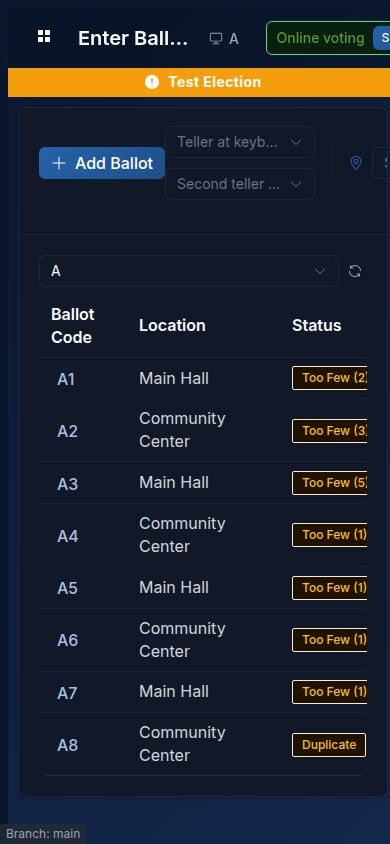 Enter Ball...
A
Online voting
S
Test Election
Add Ballot
Teller at keyb...
Second teller ...
S
A
Ballot Code
Location
Status
A1
Main Hall
Too Few (2)
A2
Community
Center
Too Few (3)
A3
Main Hall
Too Few (5)
A4
Community
Center
Too Few (1)
A5
Main Hall
Too Few (1)
A6
Community
Center
Too Few (1)
A7
Main Hall
Too Few (1)
A8
Community
Center
Duplicate
Branch: main